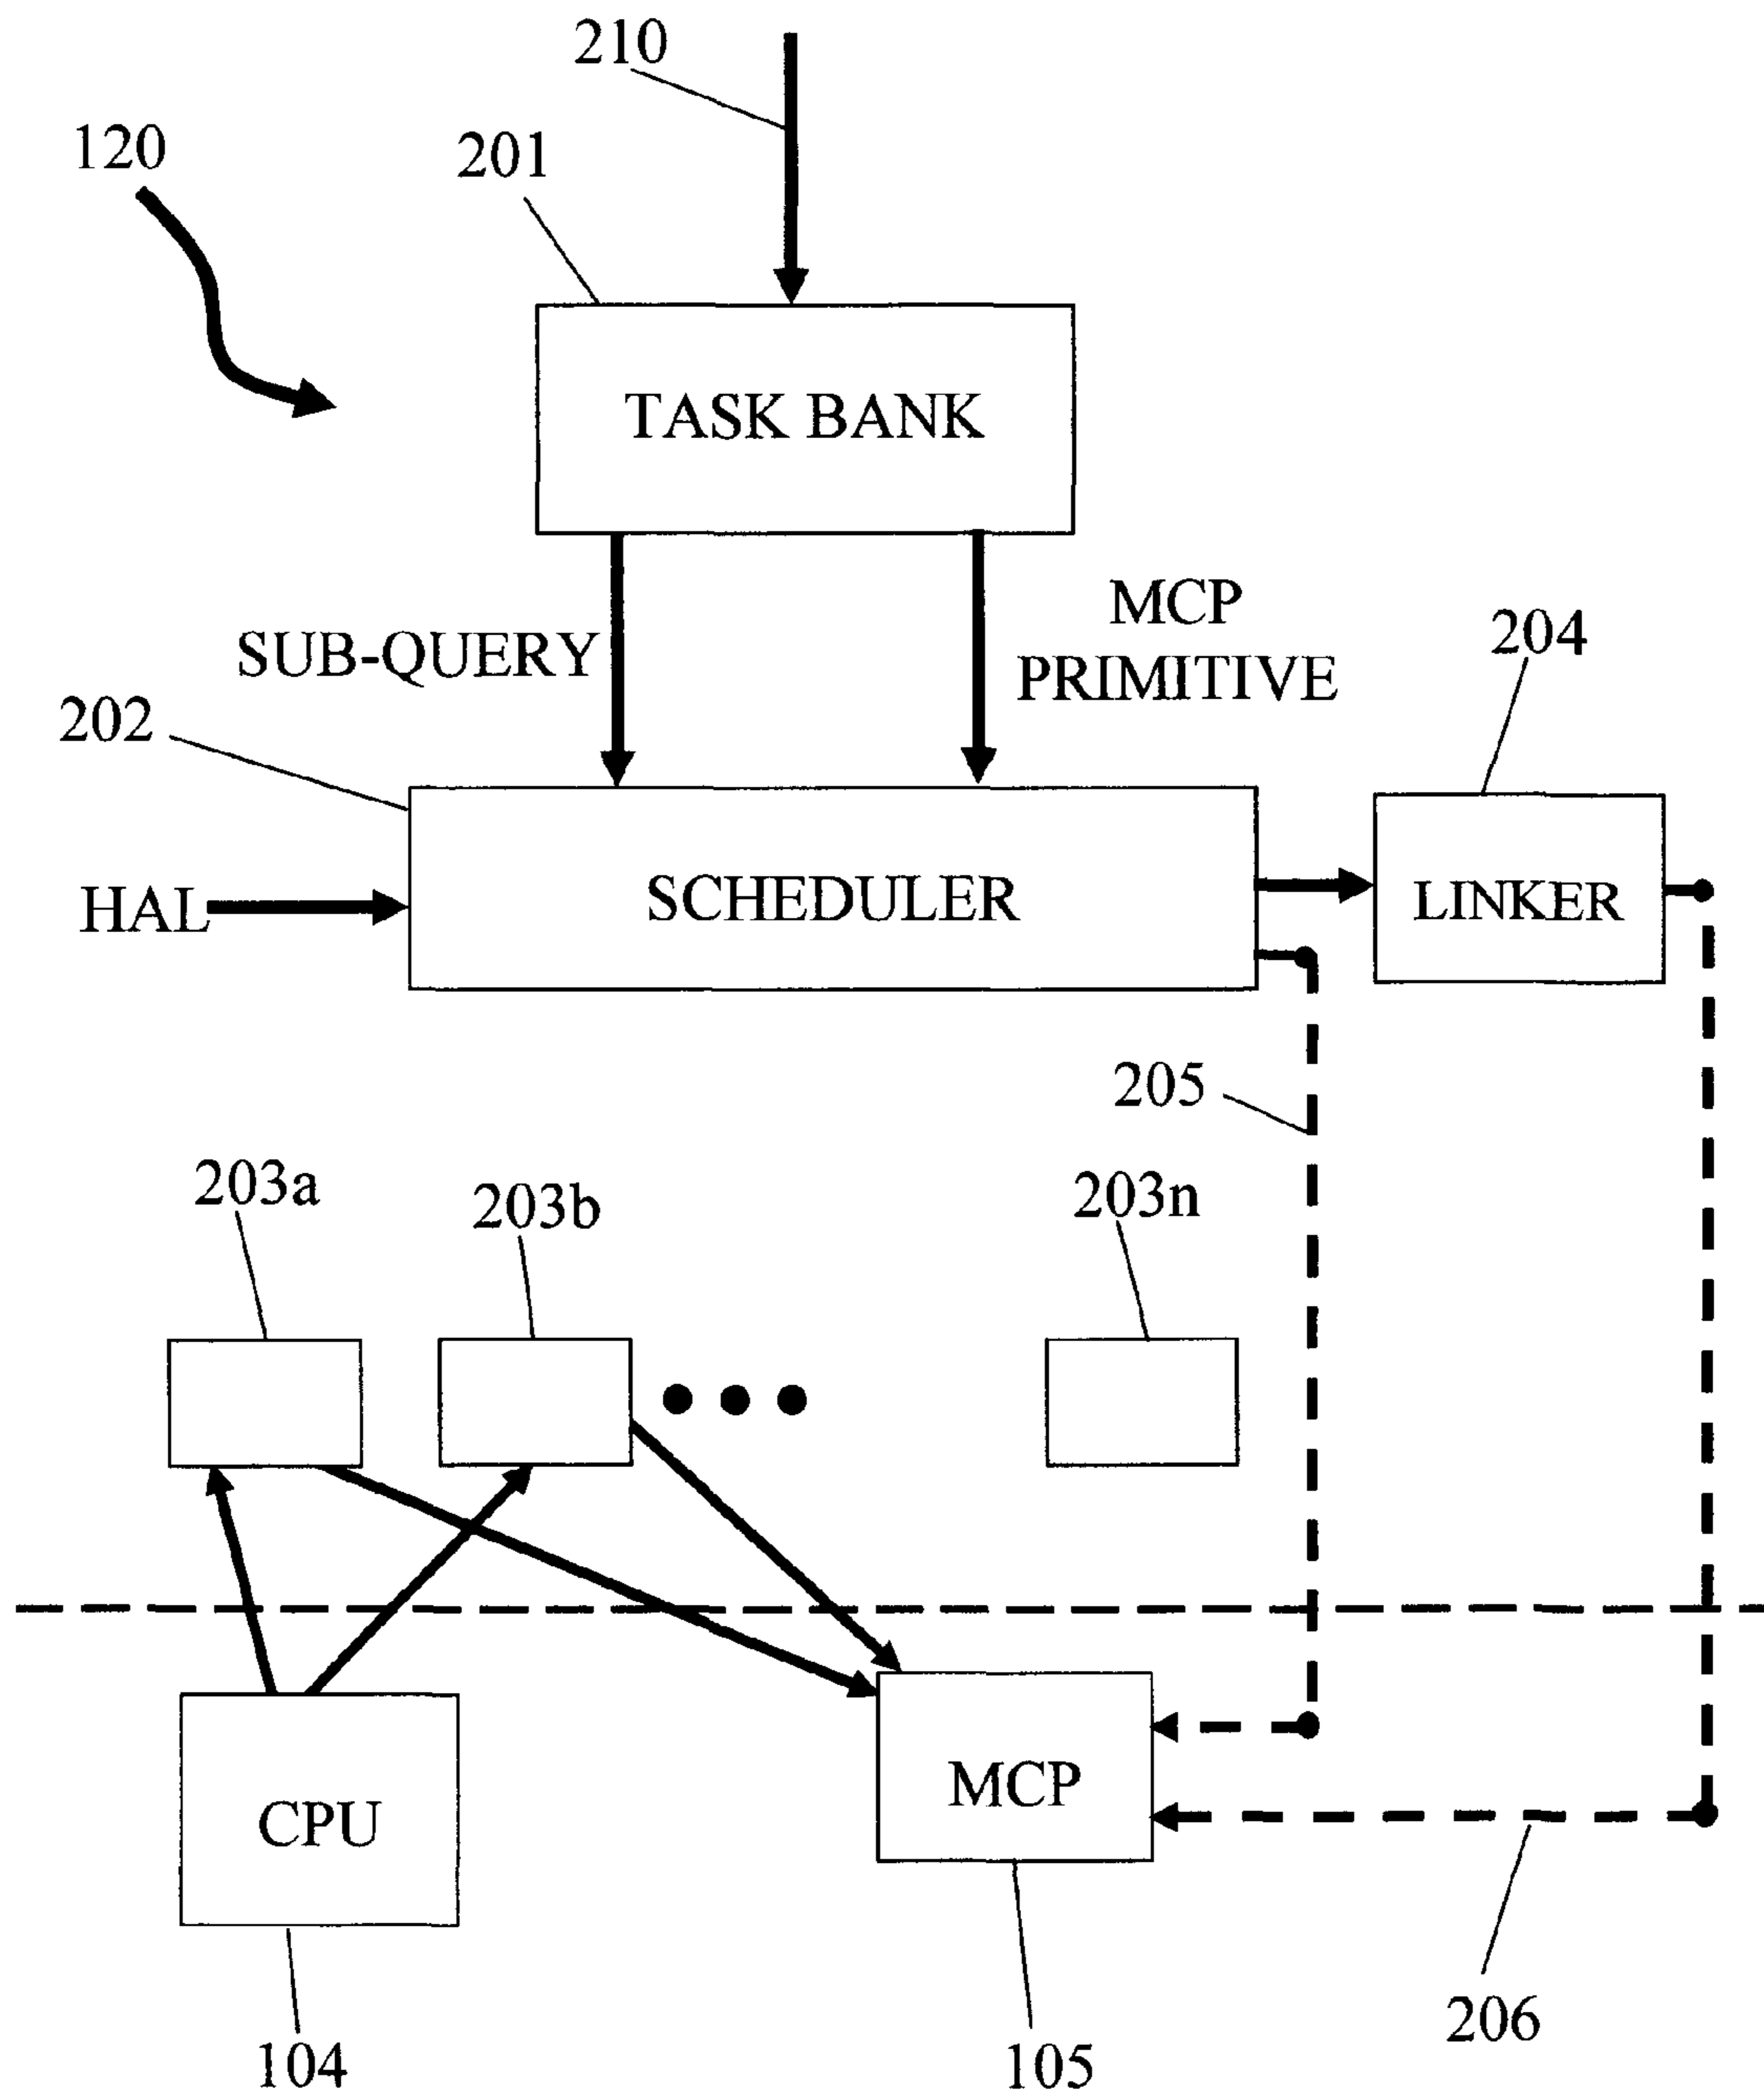 210
120
201
TASK BANK
SUB-QUERY
MCP
PRIMITIVE
204
202
HAL
SCHEDULER
LINKER
205
203a
203b
203n
CPU
MCP
206
104
105